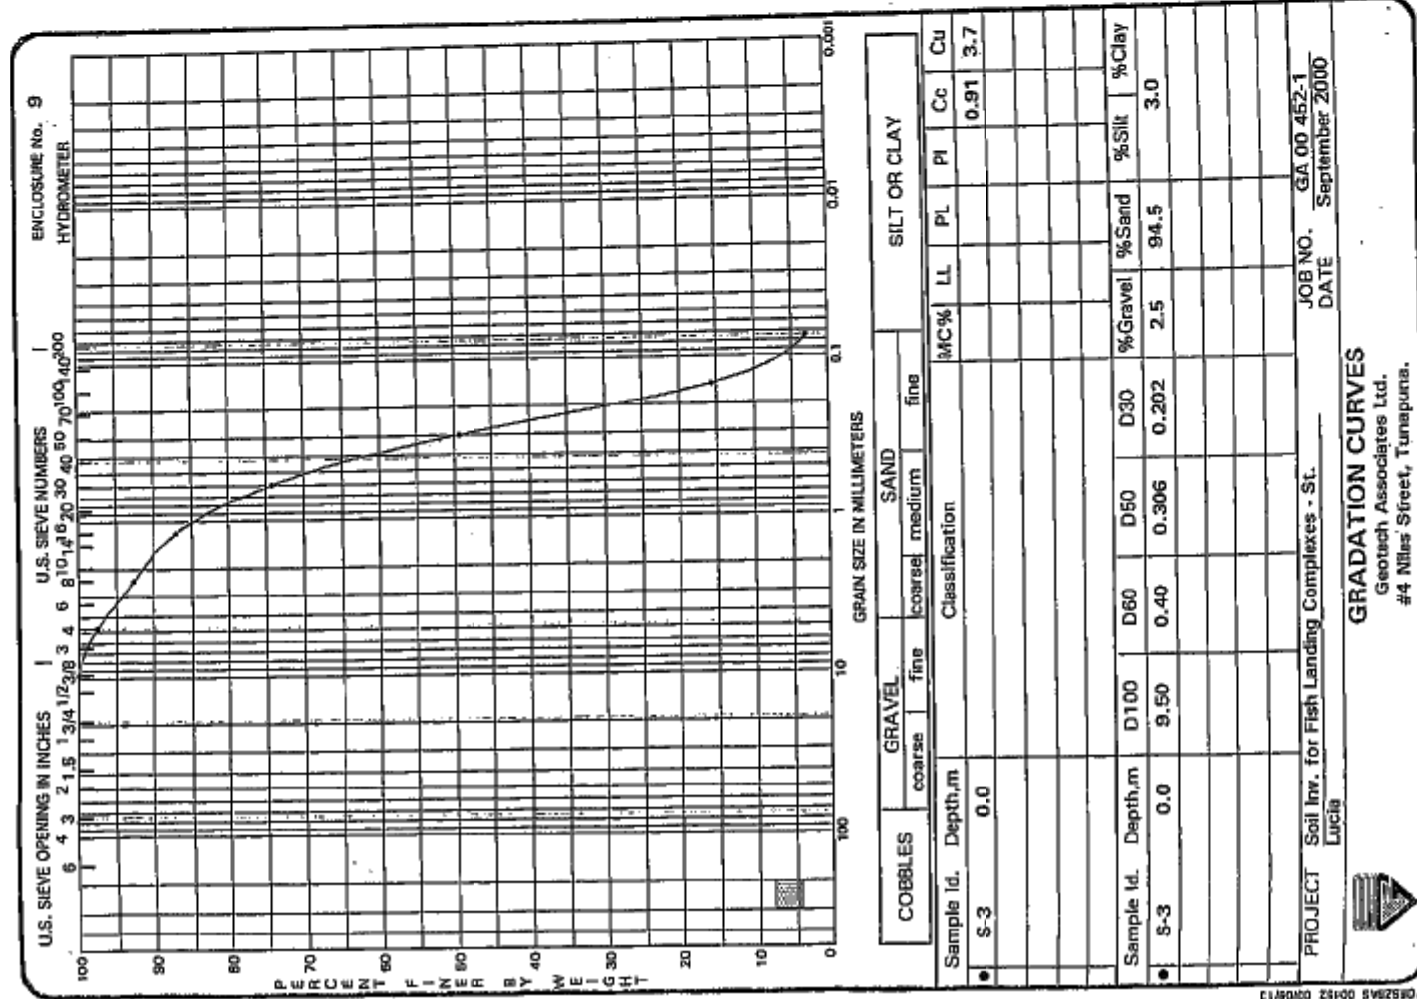 U.S. SIEVE OPENING IN INCHES | U.S. SIEVE NUMBERS | ENCLOSURE No. 9
HYDROMETER
6 4 3 2 1.5 1 3/4 1/2 3/8 3 4 6 8 10 14 16 20 30 40 50 70 100 140 200
100
90
80
70
60
50
40
30
20
10
0
PERCENT FINER BY WEIGHT
100 10 1 0.1 0.01 0.001
GRAIN SIZE IN MILLIMETERS
COBBLES GRAVEL SAND SILT OR CLAY
coarse fine coarse medium fine
Sample Id. Depth,m Classification MC% LL PL PI Cc Cu
● S-3 0.0 0.91 3.7
Sample Id. Depth,m D100 D60 D50 D30 %Gravel %Sand %Silt %Clay
● S-3 0.0 9.50 0.40 0.306 0.202 2.5 94.5 3.0
PROJECT Soil Inv. for Fish Landing Complexes - St. Lucia
JOB NO. GA 00 452-1
DATE September 2000
GRADATION CURVES
Geotech Associates Ltd.
#4 Niles Street, Tunapuna.